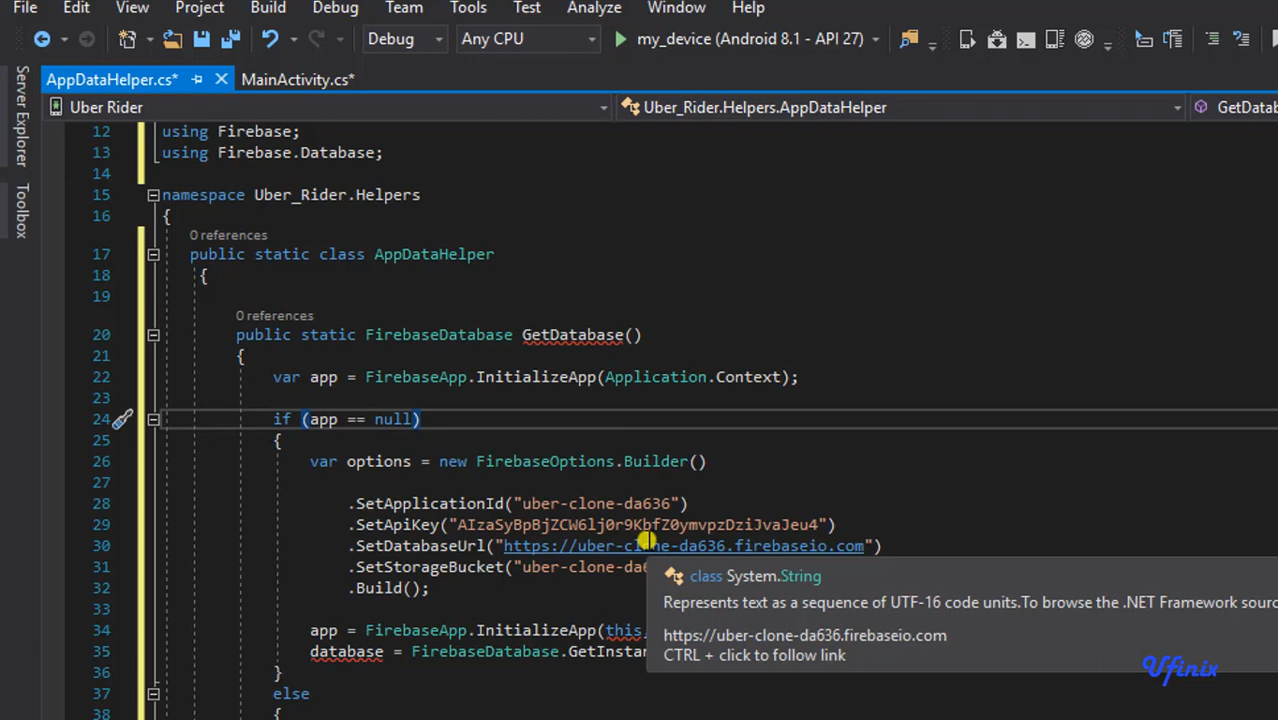 File Edit View Project Build Debug Team Tools Test Analyze Window Help
Debug Any CPU my_device (Android 8.1 - API 27)
AppDataHelper.cs* MainActivity.cs*
Uber Rider Uber_Rider.Helpers.AppDataHelper GetDatab
Server Explorer
Toolbox
12 using Firebase;
13 using Firebase.Database;
14
15 namespace Uber_Rider.Helpers
16 {
0 references
17 public static class AppDataHelper
18 {
19
0 references
20 public static FirebaseDatabase GetDatabase()
21 {
22 var app = FirebaseApp.InitializeApp(Application.Context);
23
24 if (app == null)
25 {
26 var options = new FirebaseOptions.Builder()
27
28 .SetApplicationId("uber-clone-da636")
29 .SetApiKey("AIzaSyBpBjZCW6lj0r9KbfZ0ymvpzDziJvaJeu4")
30 .SetDatabaseUrl("https://uber-clone-da636.firebaseio.com")
31 .SetStorageBucket("uber-clone-da6
32 .Build();
33
34 app = FirebaseApp.InitializeApp(this.
35 database = FirebaseDatabase.GetInstan
36 }
37 else
38 {
class System.String
Represents text as a sequence of UTF-16 code units.To browse the .NET Framework sourc
https://uber-clone-da636.firebaseio.com
CTRL + click to follow link
Ufinix